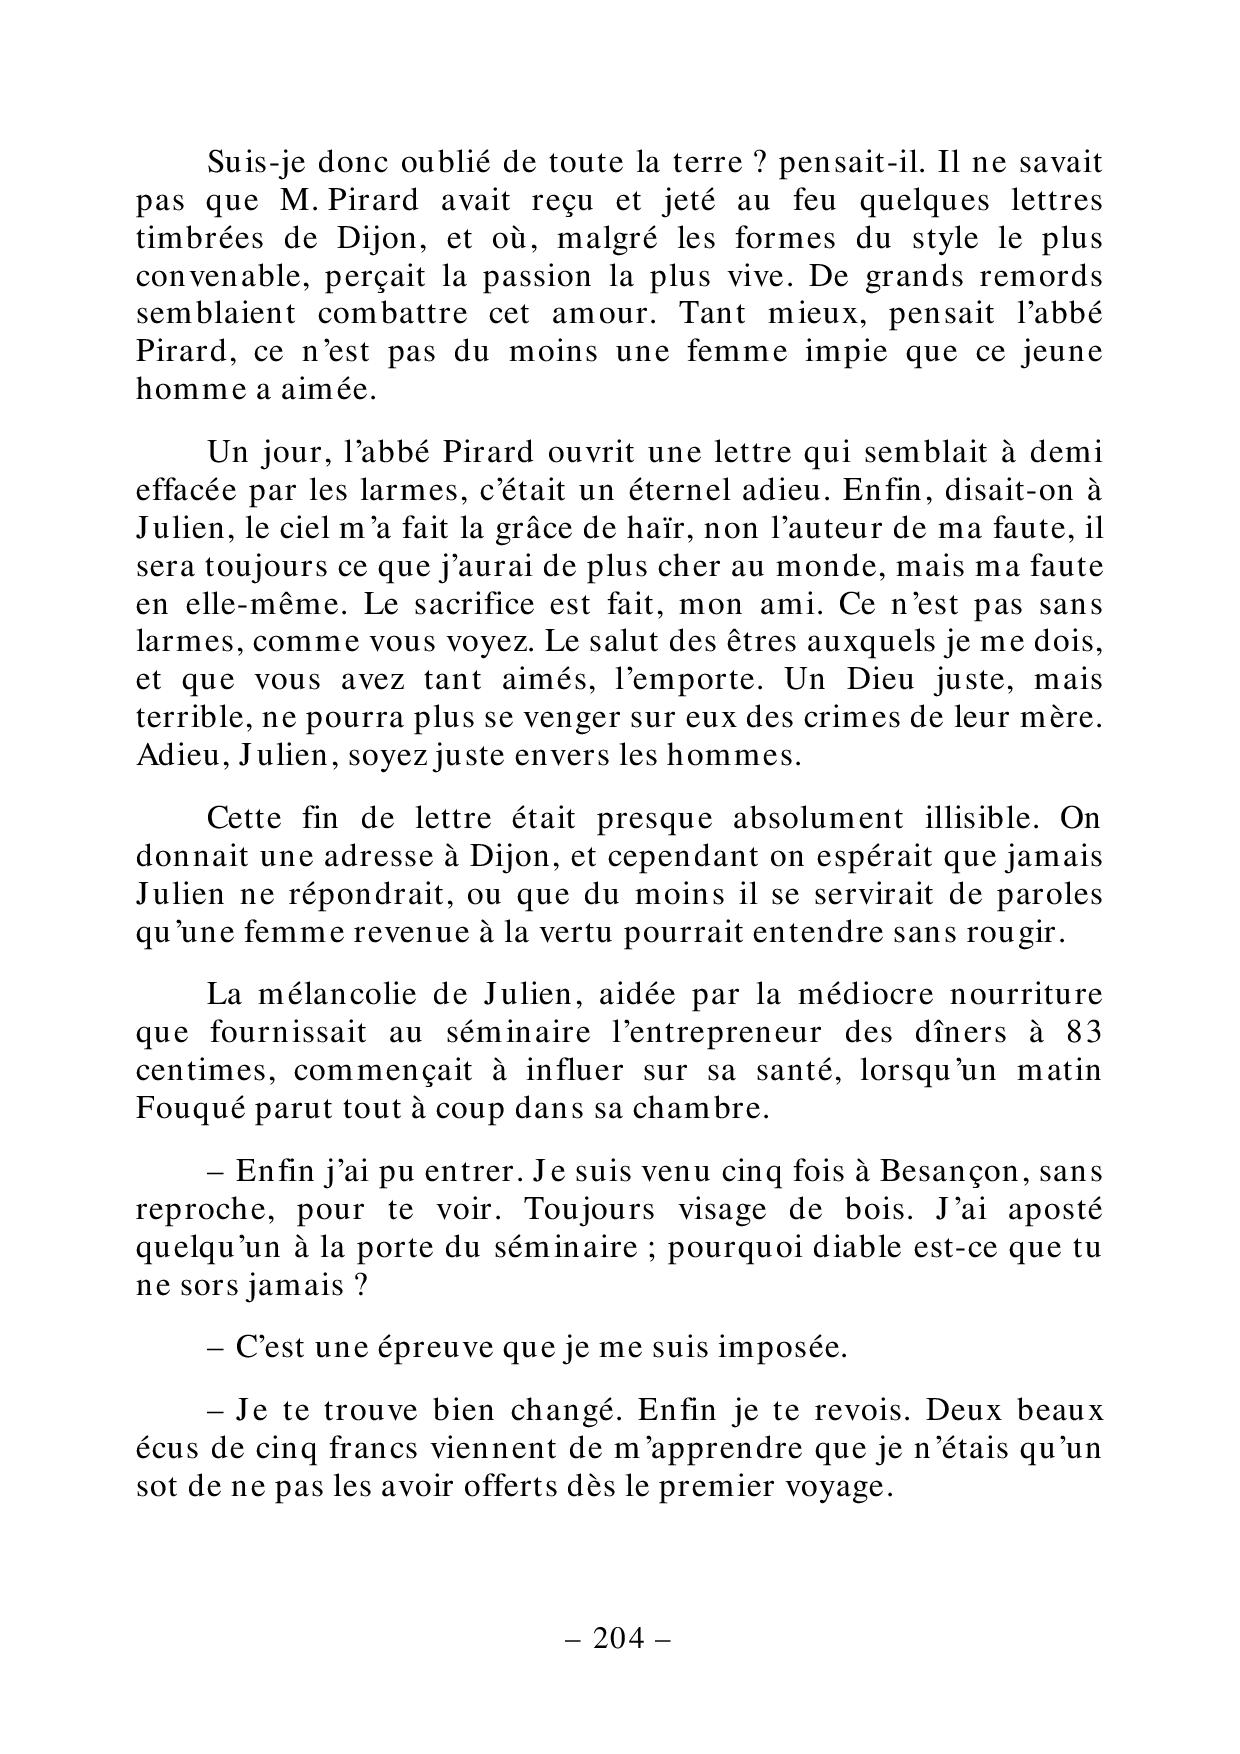 Suis-je donc oublié de toute la terre ? pensait-il. Il ne savait
pas que M. Pirard avait reçu et jeté au feu quelques lettres
timbrées de Dijon, et où, malgré les formes du style le plus
convenable, perçait la passion la plus vive. De grands remords
semblaient combattre cet amour. Tant mieux, pensait l’abbé
Pirard, ce n’est pas du moins une femme impie que ce jeune
homme a aimée.
Un jour, l’abbé Pirard ouvrit une lettre qui semblait à demi
effacée par les larmes, c’était un éternel adieu. Enfin, disait-on à
Julien, le ciel m’a fait la grâce de haïr, non l’auteur de ma faute, il
sera toujours ce que j’aurai de plus cher au monde, mais ma faute
en elle-même. Le sacrifice est fait, mon ami. Ce n’est pas sans
larmes, comme vous voyez. Le salut des êtres auxquels je me dois,
et que vous avez tant aimés, l’emporte. Un Dieu juste, mais
terrible, ne pourra plus se venger sur eux des crimes de leur mère.
Adieu, Julien, soyez juste envers les hommes.
Cette fin de lettre était presque absolument illisible. On
donnait une adresse à Dijon, et cependant on espérait que jamais
Julien ne répondrait, ou que du moins il se servirait de paroles
qu’une femme revenue à la vertu pourrait entendre sans rougir.
La mélancolie de Julien, aidée par la médiocre nourriture
que fournissait au séminaire l’entrepreneur des dîners à 83
centimes, commençait à influer sur sa santé, lorsqu’un matin
Fouqué parut tout à coup dans sa chambre.
– Enfin j’ai pu entrer. Je suis venu cinq fois à Besançon, sans
reproche, pour te voir. Toujours visage de bois. J’ai aposté
quelqu’un à la porte du séminaire ; pourquoi diable est-ce que tu
ne sors jamais ?
– C’est une épreuve que je me suis imposée.
– Je te trouve bien changé. Enfin je te revois. Deux beaux
écus de cinq francs viennent de m’apprendre que je n’étais qu’un
sot de ne pas les avoir offerts dès le premier voyage.
– 204 –